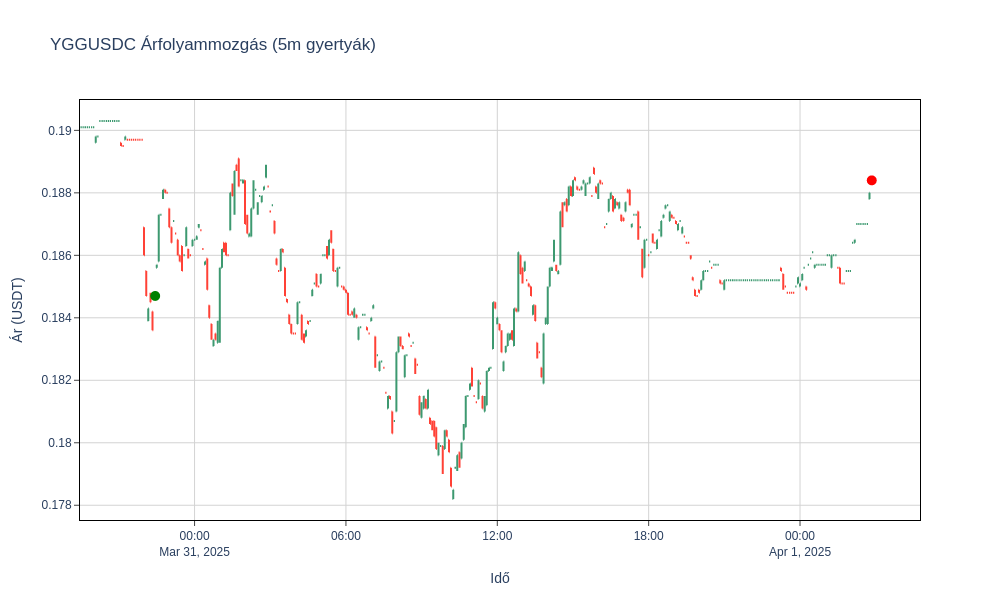 YGGUSDC Árfolyammozgás (5m gyertyák)
0.19
0.188
0.186
0.184
0.182
0.18
0.178
Ár (USDT)
00:00
Mar 31, 2025
06:00
12:00
18:00
00:00
Apr 1, 2025
Idő